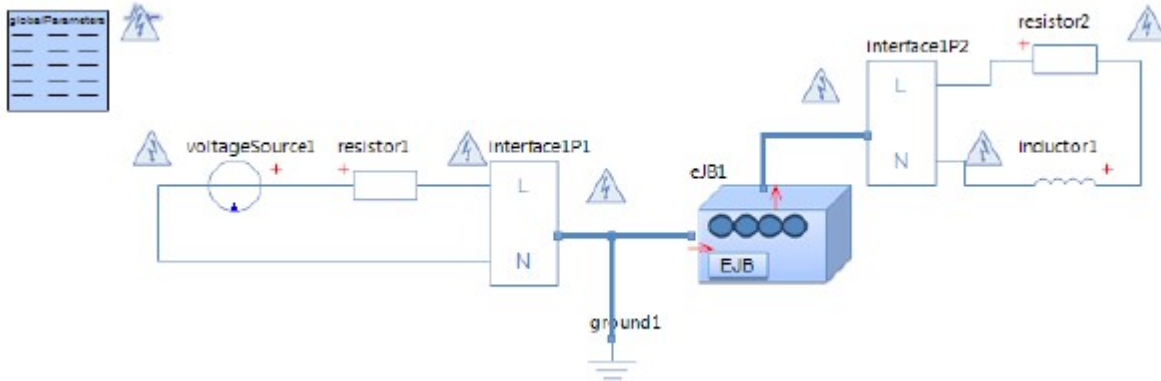 globalParameters
resistor2
interface1P2
L
N
voltageSource1
resistor1
interface1P1
L
N
eJB1
EJB
inductor1
ground1